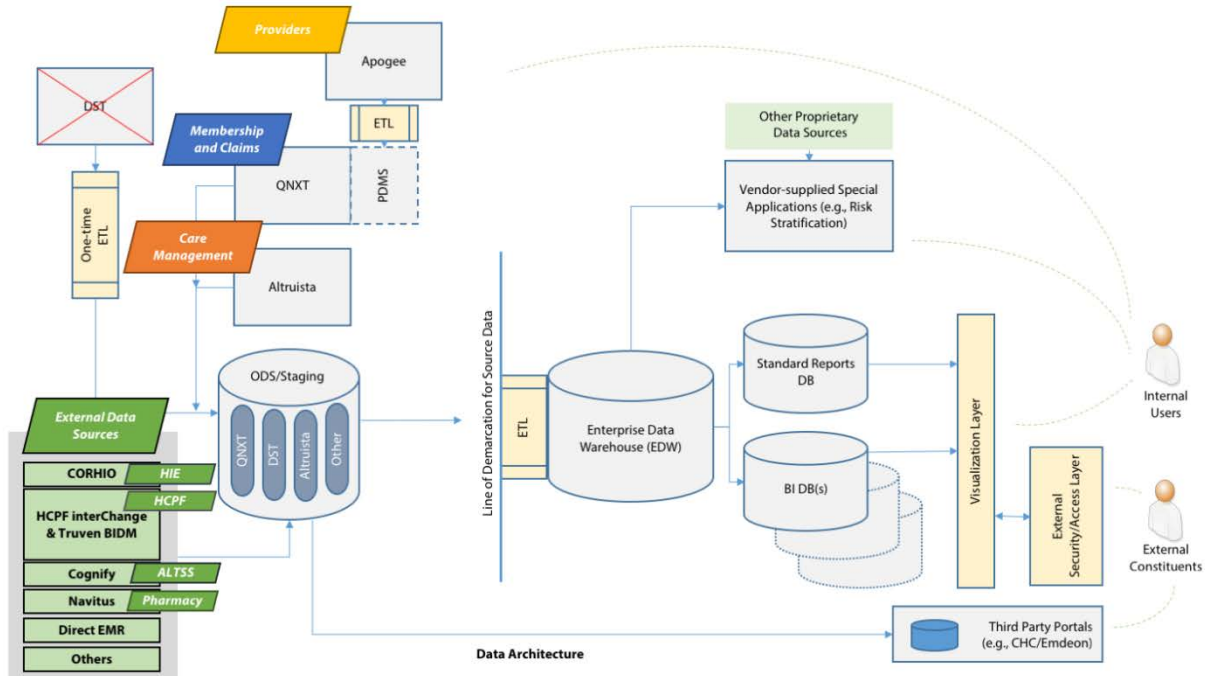 Providers
Apogee
DST
ETL
Membership
and Claims
QNXT
PDMS
One-time
ETL
Care
Management
Altruista
Other Proprietary
Data Sources
Vendor-supplied Special
Applications (e.g., Risk
Stratification)
ODS/Staging
QNXT
DST
Altruista
Other
Line of Demarcation for Source Data
ETL
Enterprise Data
Warehouse (EDW)
Standard Reports
DB
BI DB(s)
Visualization Layer
External
Security/Access Layer
Internal
Users
External
Constituents
External Data
Sources
CORHIO
HIE
HCPF
HCPF interChange
& Truven BIDM
Cognify
ALTSS
Navitus
Pharmacy
Direct EMR
Others
Third Party Portals
(e.g., CHC/Emdeon)
Data Architecture